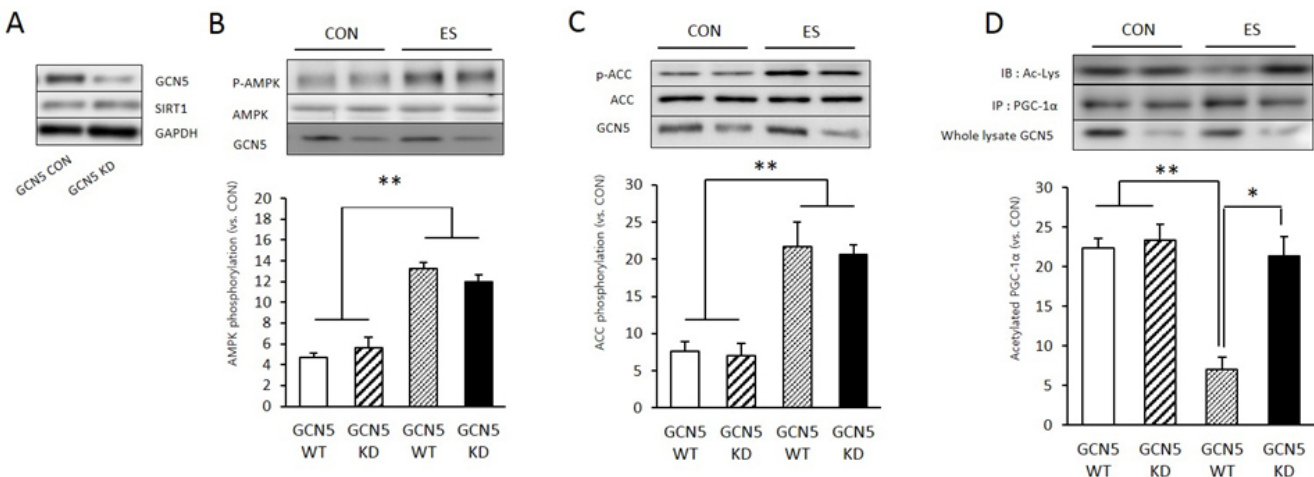 A
GCN5
SIRT1
GAPDH
GCN5 CON
GCN5 KD
B
CON ES
P-AMPK
AMPK
GCN5
**
AMPK phosphorylation (vs. CON)
20
18
16
14
12
10
8
6
4
2
0
GCN5 GCN5 GCN5 GCN5
WT KD WT KD
C
CON ES
p-ACC
ACC
GCN5
**
ACC phosphorylation (vs. CON)
30
25
20
15
10
5
0
GCN5 GCN5 GCN5 GCN5
WT KD WT KD
D
CON ES
IB : Ac-Lys
IP : PGC-1α
Whole lysate GCN5
**
*
Acetylated PGC-1α (vs. CON)
30
25
20
15
10
5
0
GCN5 GCN5 GCN5 GCN5
WT KD WT KD